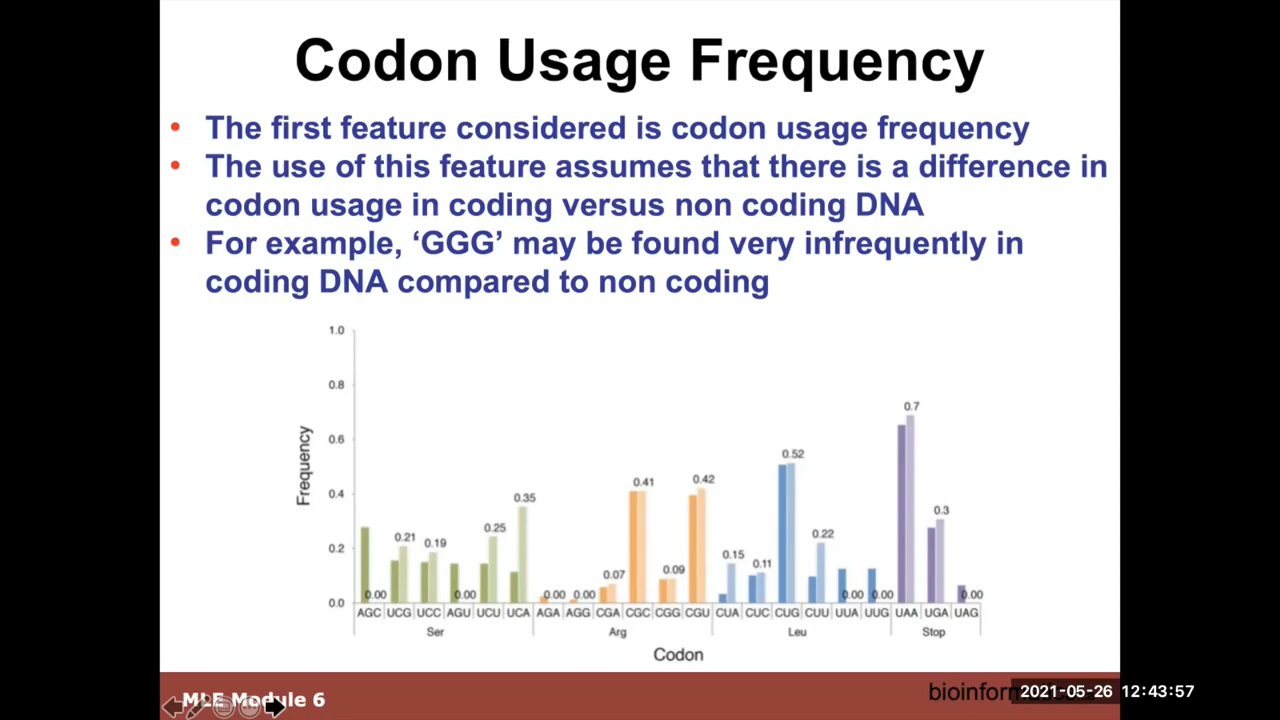 Codon Usage Frequency
• The first feature considered is codon usage frequency
• The use of this feature assumes that there is a difference in
codon usage in coding versus non coding DNA
• For example, ‘GGG’ may be found very infrequently in
coding DNA compared to non coding
1.0
0.8
0.6
0.4
0.2
0.0
Frequency
0.00 0.21 0.19 0.00 0.25 0.35 0.00 0.00 0.07 0.41 0.09 0.42 0.15 0.11 0.52 0.22 0.00 0.00 0.7 0.3 0.00
AGC UCG UCC AGU UCU UCA AGA AGG CGA CGC CGG CGU CUA CUC CUG CUU UUA UUG UAA UGA UAG
Ser Arg Leu Stop
Codon
MLE Module 6
2021-05-26 12:43:57